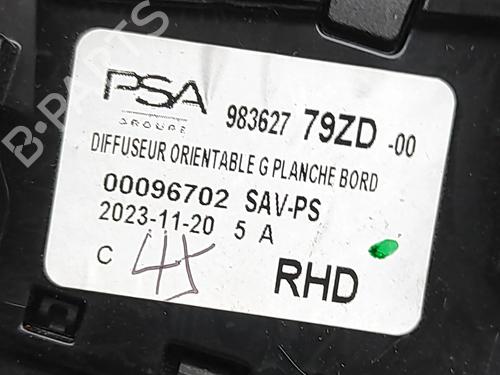 PSA
GROUPE
983627 79ZD -00
DIFFUSEUR ORIENTABLE G PLANCHE BORD
00096702 SAV-PS
2023-11-20 5 A
C
RHD
B-PARTS